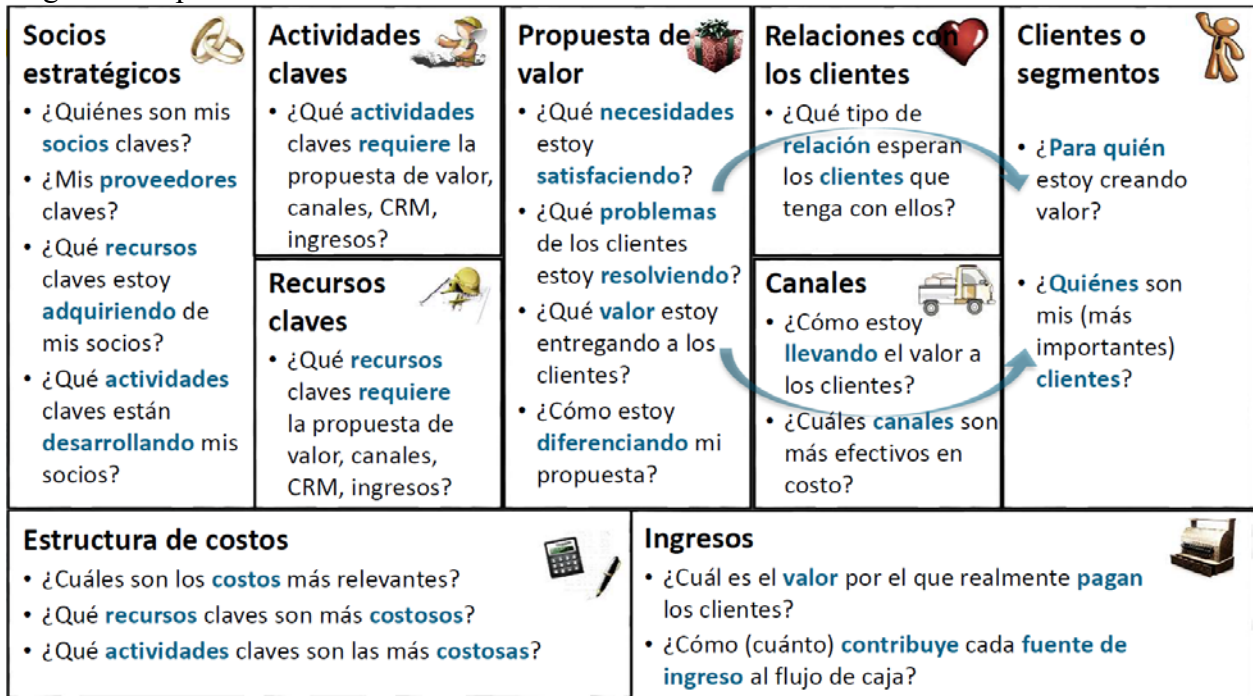 Socios
estratégicos
• ¿Quiénes son mis
socios claves?
• ¿Mis proveedores
claves?
• ¿Qué recursos
claves estoy
adquiriendo de
mis socios?
• ¿Qué actividades
claves están
desarrollando mis
socios?
Actividades
claves
• ¿Qué actividades
claves requiere la
propuesta de valor,
canales, CRM,
ingresos?
Recursos
claves
• ¿Qué recursos
claves requiere
la propuesta de
valor, canales,
CRM, ingresos?
Propuesta de
valor
• ¿Qué necesidades
estoy
satisfaciendo?
• ¿Qué problemas
de los clientes
estoy resolviendo?
• ¿Qué valor estoy
entregando a los
clientes?
• ¿Cómo estoy
diferenciando mi
propuesta?
Relaciones con
los clientes
• ¿Qué tipo de
relación esperan
los clientes que
tenga con ellos?
Canales
• ¿Cómo estoy
llevando el valor a
los clientes?
• ¿Cuáles canales son
más efectivos en
costo?
Clientes o
segmentos
• ¿Para quién
estoy creando
valor?
• ¿Quiénes son
mis (más
importantes)
clientes?
Estructura de costos
• ¿Cuáles son los costos más relevantes?
• ¿Qué recursos claves son más costosos?
• ¿Qué actividades claves son las más costosas?
Ingresos
• ¿Cuál es el valor por el que realmente pagan
los clientes?
• ¿Cómo (cuánto) contribuye cada fuente de
ingreso al flujo de caja?